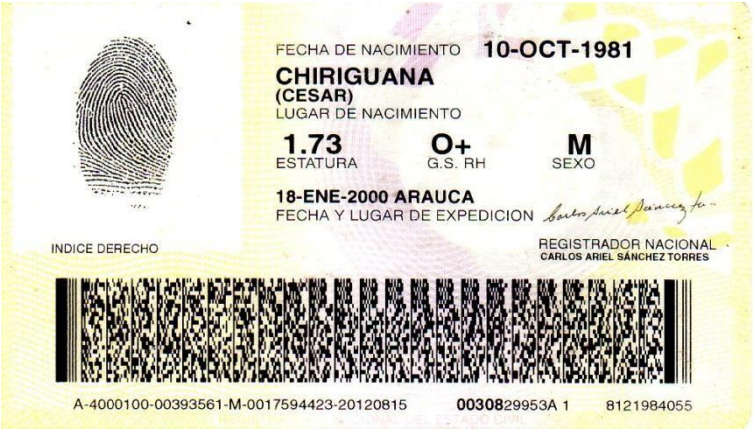 FECHA DE NACIMIENTO 10-OCT-1981
CHIRIGUANA
(CESAR)
LUGAR DE NACIMIENTO
1.73 O+ M
ESTATURA G.S. RH SEXO
18-ENE-2000 ARAUCA
FECHA Y LUGAR DE EXPEDICION
INDICE DERECHO
REGISTRADOR NACIONAL
CARLOS ARIEL SÁNCHEZ TORRES
A-4000100-00393561-M-0017594423-20120815 0030829953A 1 8121984055